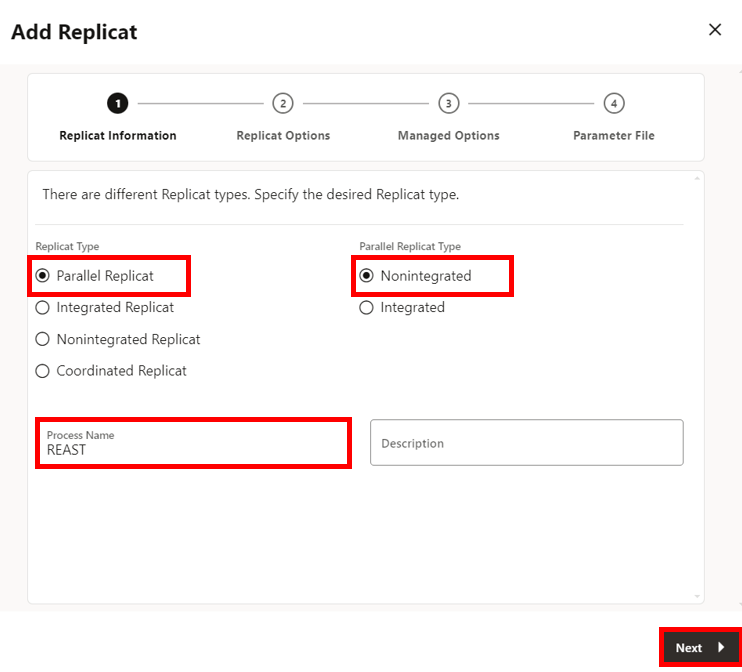 Add Replicat
1
2
3
4
Replicat Information
Replicat Options
Managed Options
Parameter File
There are different Replicat types. Specify the desired Replicat type.
Replicat Type
Parallel Replicat
Integrated Replicat
Nonintegrated Replicat
Coordinated Replicat
Parallel Replicat Type
Nonintegrated
Integrated
Process Name
REAST
Description
Next